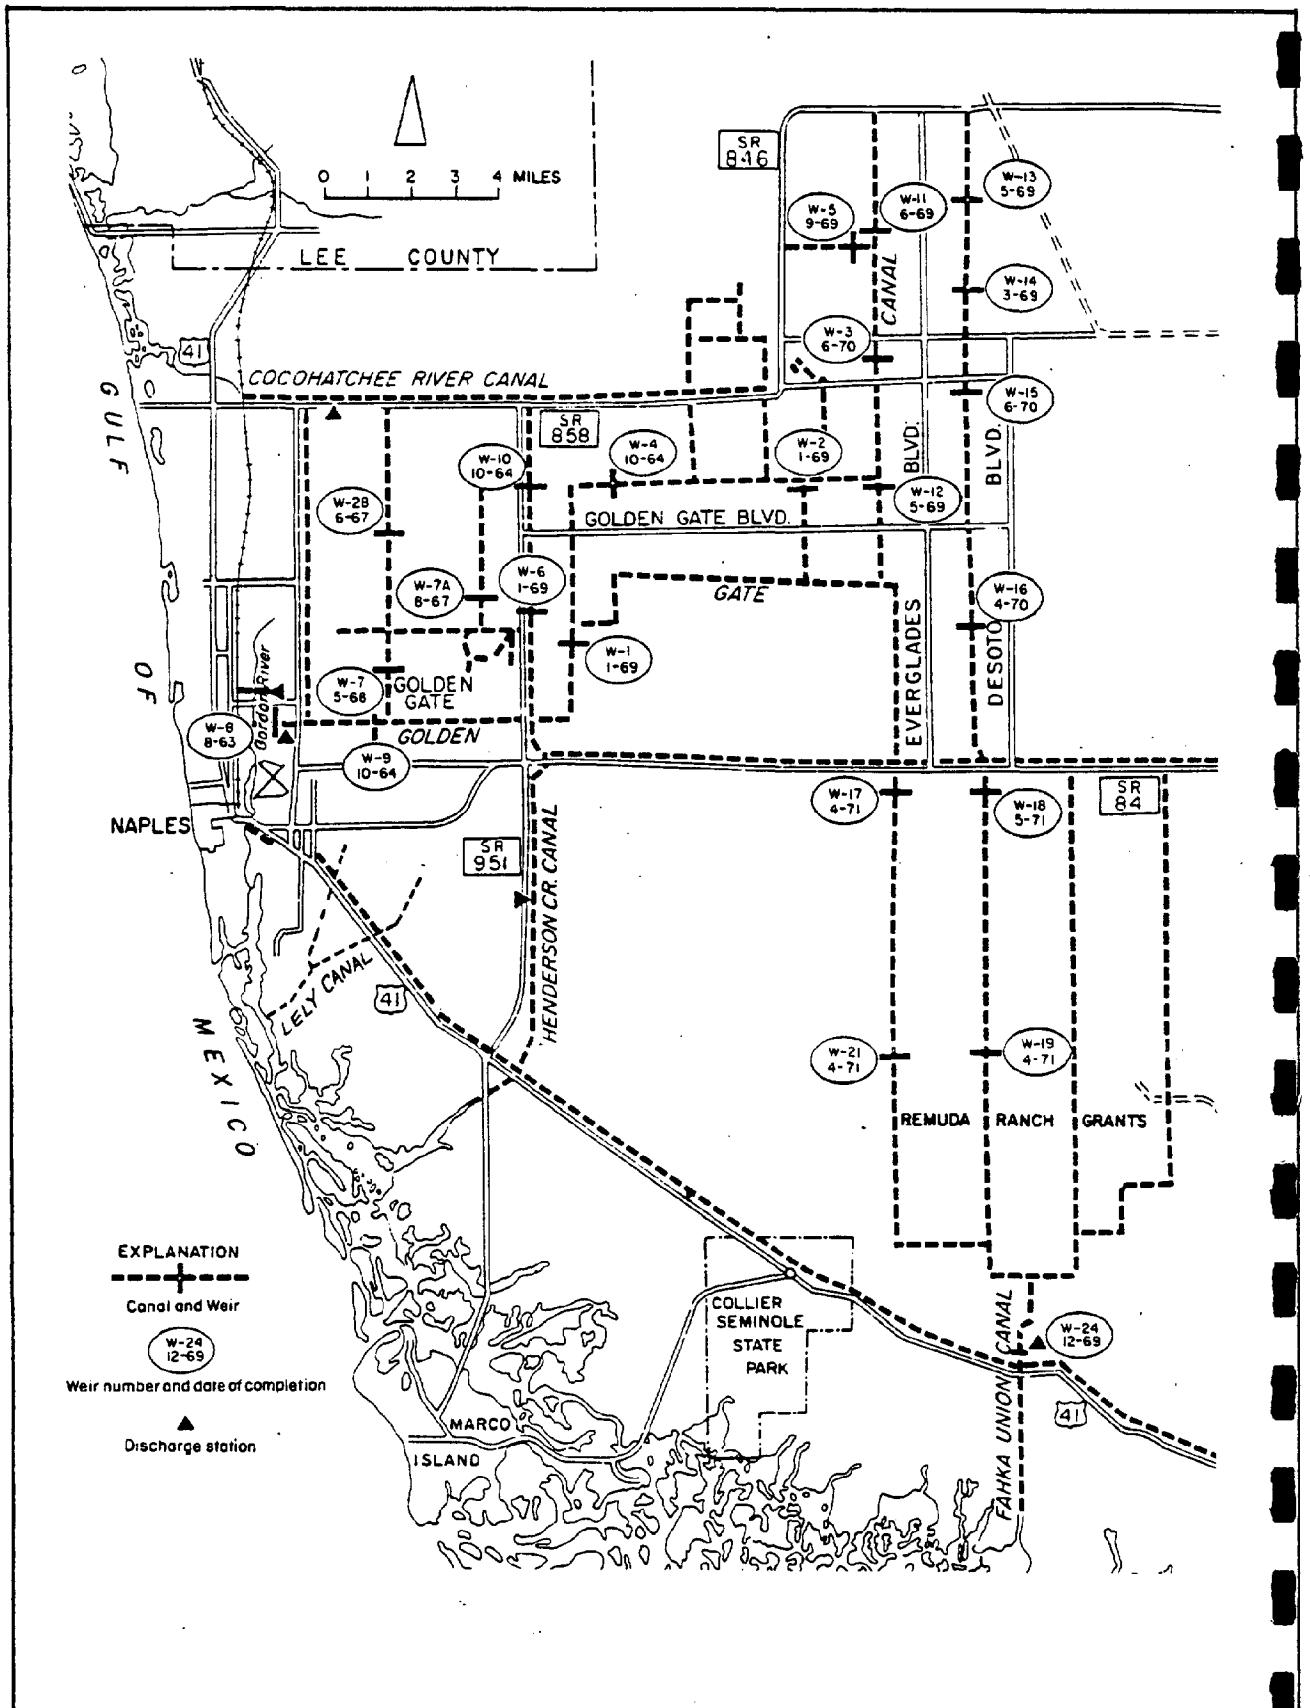 SR
846
W-13
5-69
0 1 2 3 4 MILES
W-5
9-69
W-11
6-69
LEE COUNTY
CANAL
W-14
3-69
W-3
6-70
41
COCOHATCHEE RIVER CANAL
GULF
OF
MEXICO
SR
858
W-15
6-70
W-10
10-64
W-4
10-64
W-2
1-69
BLVD.
BLVD.
W-2B
6-67
W-12
5-69
GOLDEN GATE BLVD.
W-7A
8-67
W-6
1-69
GATE
W-16
4-70
EVERGLADES
DESOTO
W-1
1-69
Gordon River
W-7
5-68
GOLDEN
GATE
W-8
8-63
GOLDEN
W-9
10-64
W-17
4-71
W-18
5-71
SR
84
NAPLES
SR
951
HENDERSON CR. CANAL
LELY CANAL
41
W-21
4-71
W-19
4-71
REMUDA RANCH GRANTS
EXPLANATION
Canal and Weir
W-24
12-69
Weir number and date of completion
Discharge station
COLLIER
SEMINOLE
STATE
PARK
FAHKA UNION CANAL
W-24
12-69
41
MARCO
ISLAND